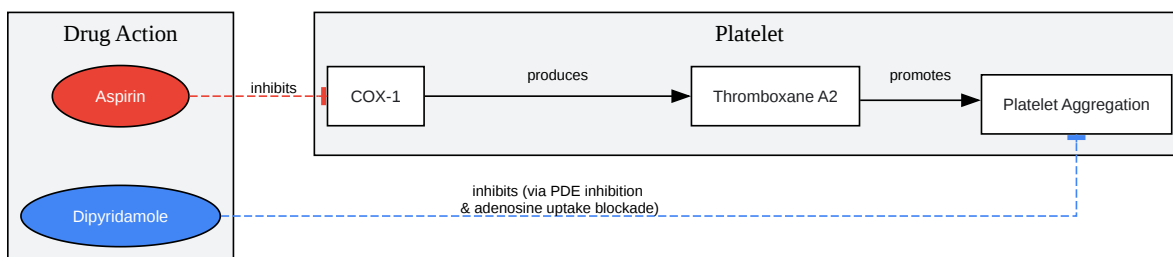 Drug Action
Platelet
Aspirin
inhibits
COX-1
produces
Thromboxane A2
promotes
Platelet Aggregation
Dipyridamole
inhibits (via PDE inhibition
& adenosine uptake blockade)